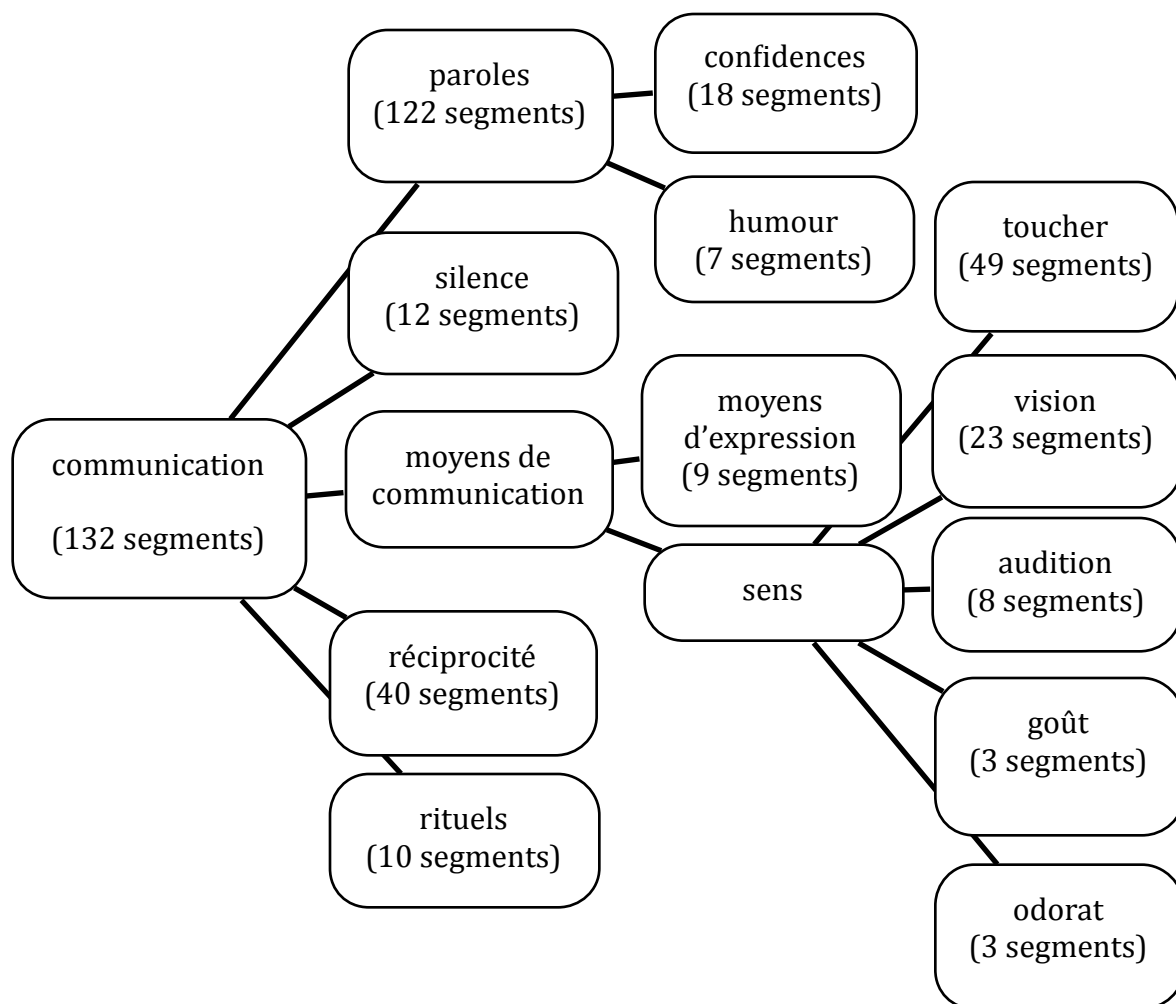 paroles
(122 segments)
confidences
(18 segments)
humour
(7 segments)
toucher
(49 segments)
silence
(12 segments)
moyens
d’expression
(9 segments)
vision
(23 segments)
communication
(132 segments)
moyens de
communication
sens
audition
(8 segments)
réciprocité
(40 segments)
goût
(3 segments)
rituels
(10 segments)
odorat
(3 segments)